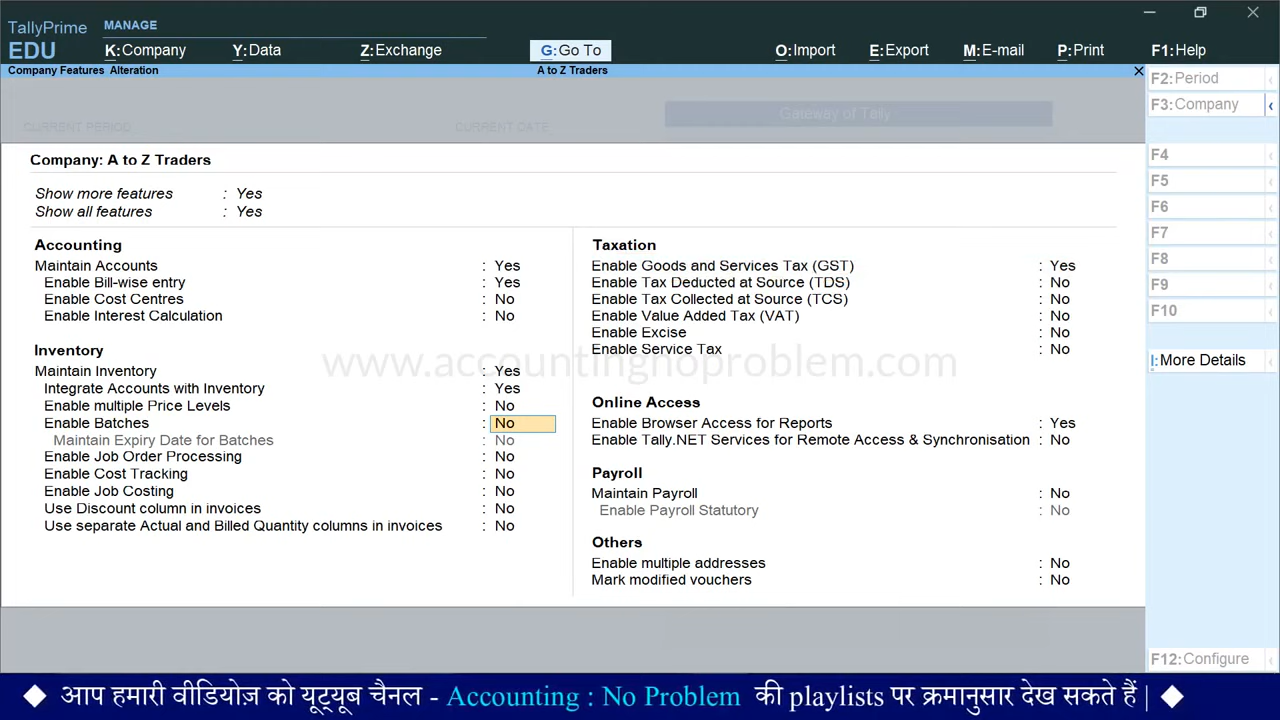 TallyPrime MANAGE
EDU K:Company Y:Data Z:Exchange G:Go To O:Import E:Export M:E-mail P:Print F1:Help
Company Features Alteration A to Z Traders
F2:Period
F3:Company
CURRENT PERIOD CURRENT DATE Gateway of Tally
F4
F5
F6
F7
F8
F9
F10
I:More Details
F12:Configure
Company: A to Z Traders
Show more features : Yes
Show all features : Yes
Accounting
Maintain Accounts : Yes
Enable Bill-wise entry : Yes
Enable Cost Centres : No
Enable Interest Calculation : No
Inventory
Maintain Inventory : Yes
Integrate Accounts with Inventory : Yes
Enable multiple Price Levels : No
Enable Batches : No
Maintain Expiry Date for Batches : No
Enable Job Order Processing : No
Enable Cost Tracking : No
Enable Job Costing : No
Use Discount column in invoices : No
Use separate Actual and Billed Quantity columns in invoices : No
Taxation
Enable Goods and Services Tax (GST) : Yes
Enable Tax Deducted at Source (TDS) : No
Enable Tax Collected at Source (TCS) : No
Enable Value Added Tax (VAT) : No
Enable Excise : No
Enable Service Tax : No
Online Access
Enable Browser Access for Reports : Yes
Enable Tally.NET Services for Remote Access & Synchronisation : No
Payroll
Maintain Payroll : No
Enable Payroll Statutory : No
Others
Enable multiple addresses : No
Mark modified vouchers : No
www.accountingnoproblem.com
आप हमारी वीडियोज़ को यूट्यूब चैनल - Accounting : No Problem की playlists पर क्रमानुसार देख सकते हैं |